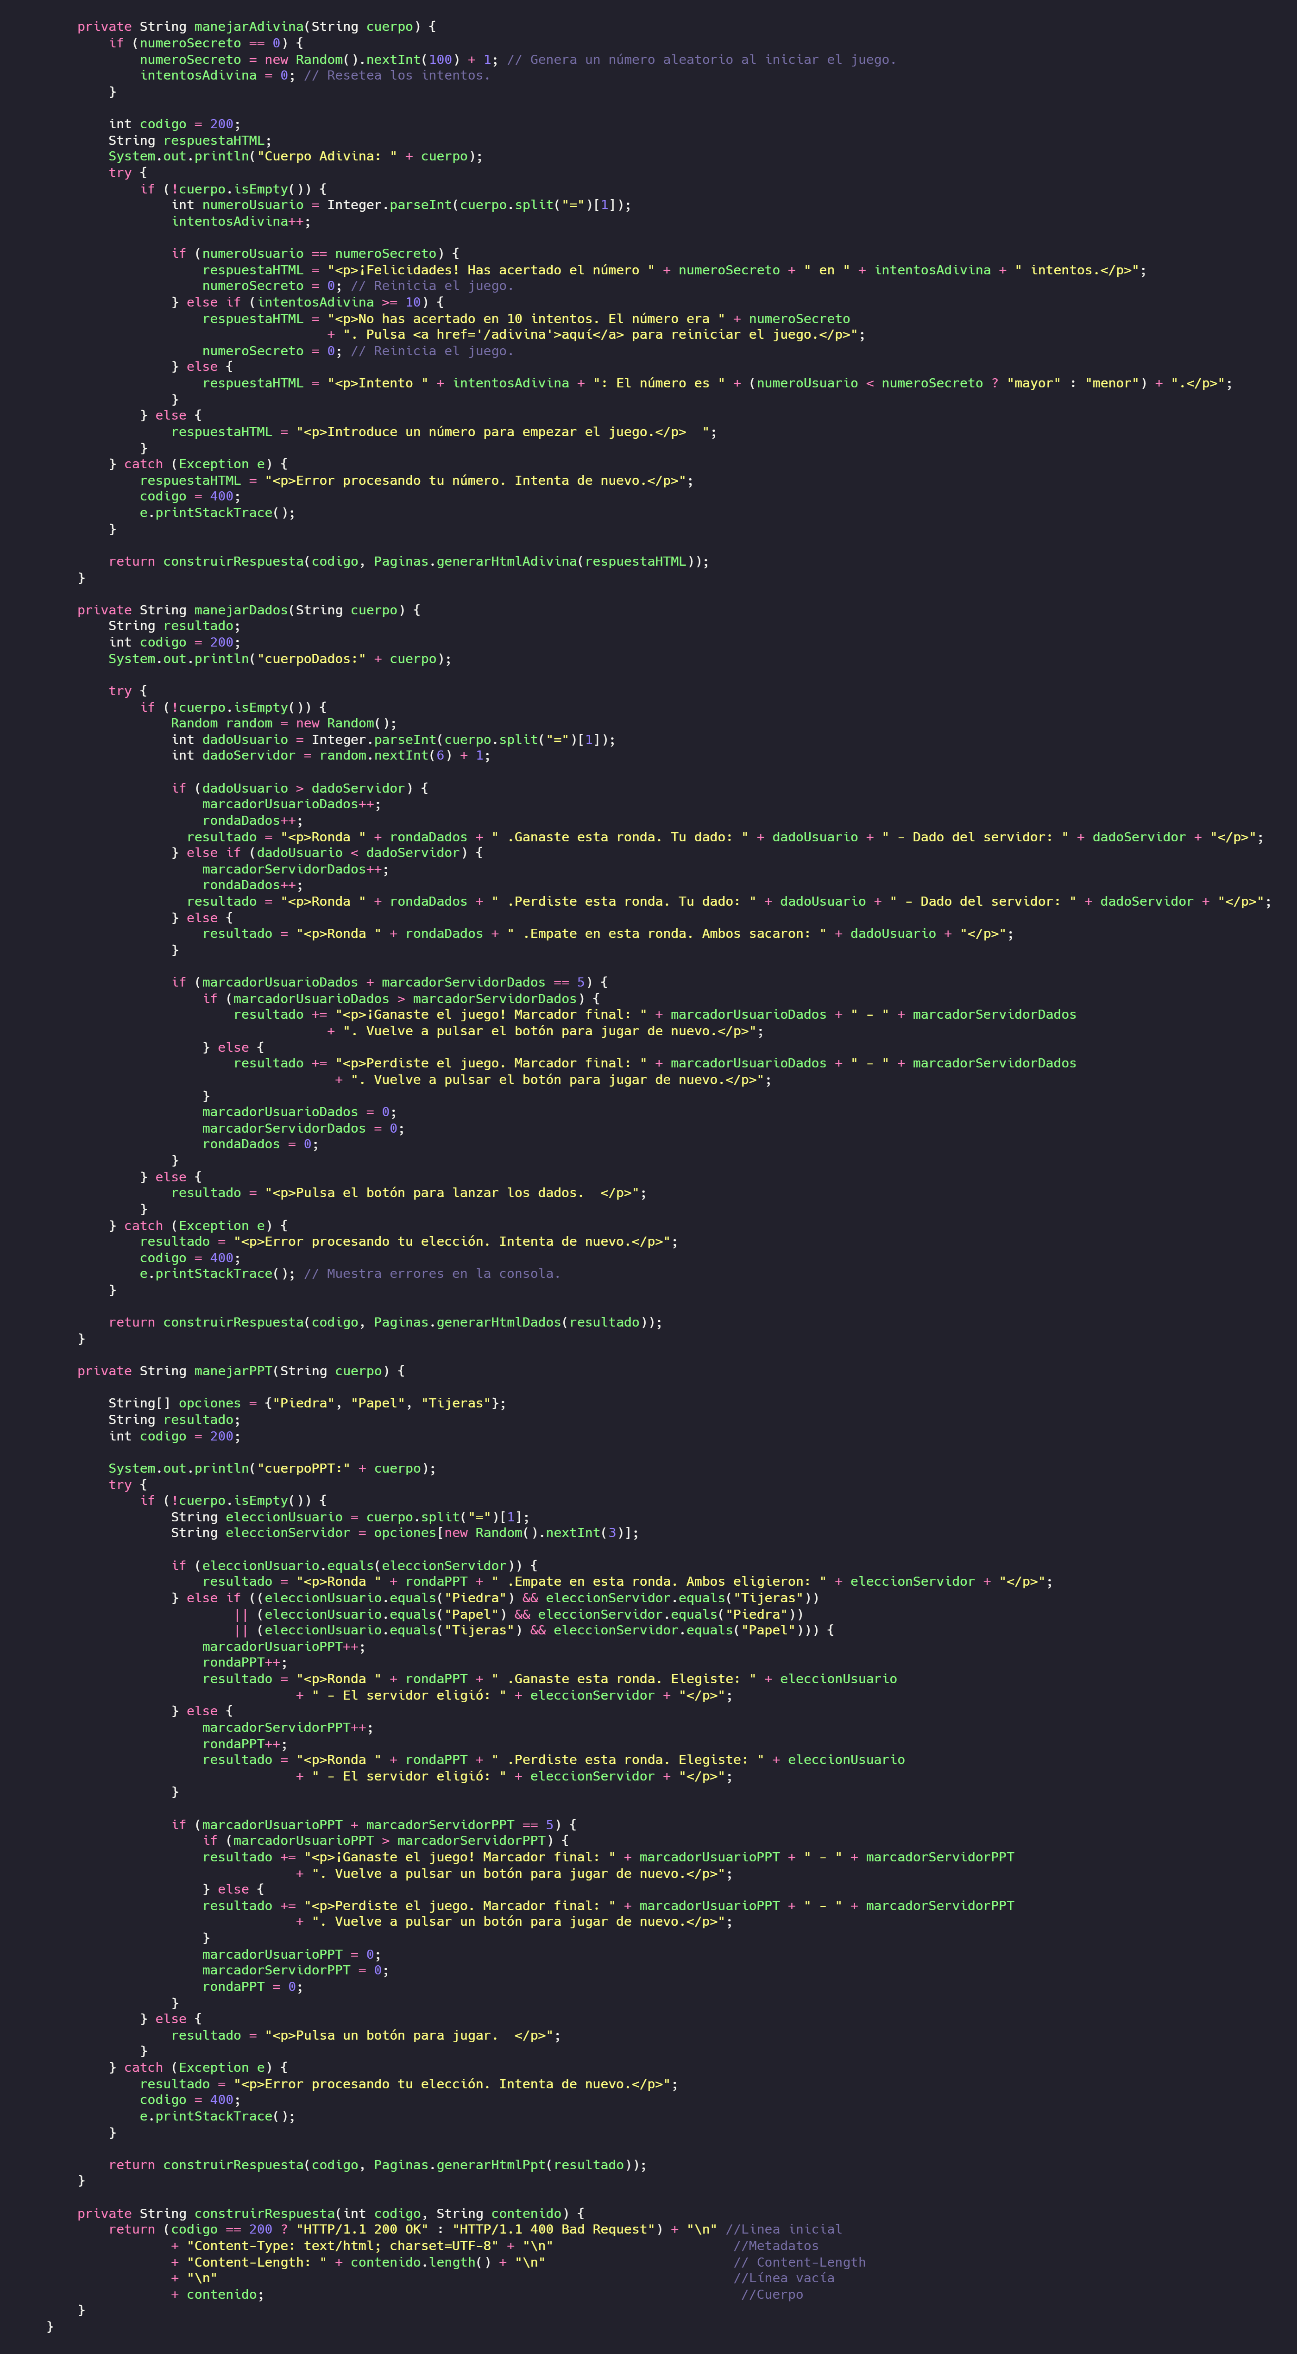 private String manejarAdivina(String cuerpo) {
if (numeroSecreto == 0) {
numeroSecreto = new Random().nextInt(100) + 1; // Genera un número aleatorio al iniciar el juego.
intentosAdivina = 0; // Resetea los intentos.
}
int codigo = 200;
String respuestaHTML;
System.out.println("Cuerpo Adivina: " + cuerpo);
try {
if (!cuerpo.isEmpty()) {
int numeroUsuario = Integer.parseInt(cuerpo.split("=")[1]);
intentosAdivina++;
if (numeroUsuario == numeroSecreto) {
respuestaHTML = "<p>¡Felicidades! Has acertado el número " + numeroSecreto + " en " + intentosAdivina + " intentos.</p>";
numeroSecreto = 0; // Reinicia el juego.
} else if (intentosAdivina >= 10) {
respuestaHTML = "<p>No has acertado en 10 intentos. El número era " + numeroSecreto
+ ". Pulsa <a href='/adivina'>aquí</a> para reiniciar el juego.</p>";
numeroSecreto = 0; // Reinicia el juego.
} else {
respuestaHTML = "<p>Intento " + intentosAdivina + ": El número es " + (numeroUsuario < numeroSecreto ? "mayor" : "menor") + ".</p>";
}
} else {
respuestaHTML = "<p>Introduce un número para empezar el juego.</p>  ";
}
} catch (Exception e) {
respuestaHTML = "<p>Error procesando tu número. Intenta de nuevo.</p>";
codigo = 400;
e.printStackTrace();
}
return construirRespuesta(codigo, Paginas.generarHtmlAdivina(respuestaHTML));
}
private String manejarDados(String cuerpo) {
String resultado;
int codigo = 200;
System.out.println("cuerpoDados:" + cuerpo);
try {
if (!cuerpo.isEmpty()) {
Random random = new Random();
int dadoUsuario = Integer.parseInt(cuerpo.split("=")[1]);
int dadoServidor = random.nextInt(6) + 1;
if (dadoUsuario > dadoServidor) {
marcadorUsuarioDados++;
rondaDados++;
resultado = "<p>Ronda " + rondaDados + " .Ganaste esta ronda. Tu dado: " + dadoUsuario + " - Dado del servidor: " + dadoServidor + "</p>";
} else if (dadoUsuario < dadoServidor) {
marcadorServidorDados++;
rondaDados++;
resultado = "<p>Ronda " + rondaDados + " .Perdiste esta ronda. Tu dado: " + dadoUsuario + " - Dado del servidor: " + dadoServidor + "</p>";
} else {
resultado = "<p>Ronda " + rondaDados + " .Empate en esta ronda. Ambos sacaron: " + dadoUsuario + "</p>";
}
if (marcadorUsuarioDados + marcadorServidorDados == 5) {
if (marcadorUsuarioDados > marcadorServidorDados) {
resultado += "<p>¡Ganaste el juego! Marcador final: " + marcadorUsuarioDados + " - " + marcadorServidorDados
+ ". Vuelve a pulsar el botón para jugar de nuevo.</p>";
} else {
resultado += "<p>Perdiste el juego. Marcador final: " + marcadorUsuarioDados + " - " + marcadorServidorDados
+ ". Vuelve a pulsar el botón para jugar de nuevo.</p>";
}
marcadorUsuarioDados = 0;
marcadorServidorDados = 0;
rondaDados = 0;
}
} else {
resultado = "<p>Pulsa el botón para lanzar los dados.  </p>";
}
} catch (Exception e) {
resultado = "<p>Error procesando tu elección. Intenta de nuevo.</p>";
codigo = 400;
e.printStackTrace(); // Muestra errores en la consola.
}
return construirRespuesta(codigo, Paginas.generarHtmlDados(resultado));
}
private String manejarPPT(String cuerpo) {
String[] opciones = {"Piedra", "Papel", "Tijeras"};
String resultado;
int codigo = 200;
System.out.println("cuerpoPPT:" + cuerpo);
try {
if (!cuerpo.isEmpty()) {
String eleccionUsuario = cuerpo.split("=")[1];
String eleccionServidor = opciones[new Random().nextInt(3)];
if (eleccionUsuario.equals(eleccionServidor)) {
resultado = "<p>Ronda " + rondaPPT + " .Empate en esta ronda. Ambos eligieron: " + eleccionServidor + "</p>";
} else if ((eleccionUsuario.equals("Piedra") && eleccionServidor.equals("Tijeras"))
|| (eleccionUsuario.equals("Papel") && eleccionServidor.equals("Piedra"))
|| (eleccionUsuario.equals("Tijeras") && eleccionServidor.equals("Papel"))) {
marcadorUsuarioPPT++;
rondaPPT++;
resultado = "<p>Ronda " + rondaPPT + " .Ganaste esta ronda. Elegiste: " + eleccionUsuario
+ " - El servidor eligió: " + eleccionServidor + "</p>";
} else {
marcadorServidorPPT++;
rondaPPT++;
resultado = "<p>Ronda " + rondaPPT + " .Perdiste esta ronda. Elegiste: " + eleccionUsuario
+ " - El servidor eligió: " + eleccionServidor + "</p>";
}
if (marcadorUsuarioPPT + marcadorServidorPPT == 5) {
if (marcadorUsuarioPPT > marcadorServidorPPT) {
resultado += "<p>¡Ganaste el juego! Marcador final: " + marcadorUsuarioPPT + " - " + marcadorServidorPPT
+ ". Vuelve a pulsar un botón para jugar de nuevo.</p>";
} else {
resultado += "<p>Perdiste el juego. Marcador final: " + marcadorUsuarioPPT + " - " + marcadorServidorPPT
+ ". Vuelve a pulsar un botón para jugar de nuevo.</p>";
}
marcadorUsuarioPPT = 0;
marcadorServidorPPT = 0;
rondaPPT = 0;
}
} else {
resultado = "<p>Pulsa un botón para jugar.  </p>";
}
} catch (Exception e) {
resultado = "<p>Error procesando tu elección. Intenta de nuevo.</p>";
codigo = 400;
e.printStackTrace();
}
return construirRespuesta(codigo, Paginas.generarHtmlPpt(resultado));
}
private String construirRespuesta(int codigo, String contenido) {
return (codigo == 200 ? "HTTP/1.1 200 OK" : "HTTP/1.1 400 Bad Request") + "\n" //Linea inicial
+ "Content-Type: text/html; charset=UTF-8" + "\n" //Metadatos
+ "Content-Length: " + contenido.length() + "\n" // Content-Length
+ "\n" //Línea vacía
+ contenido; //Cuerpo
}
}